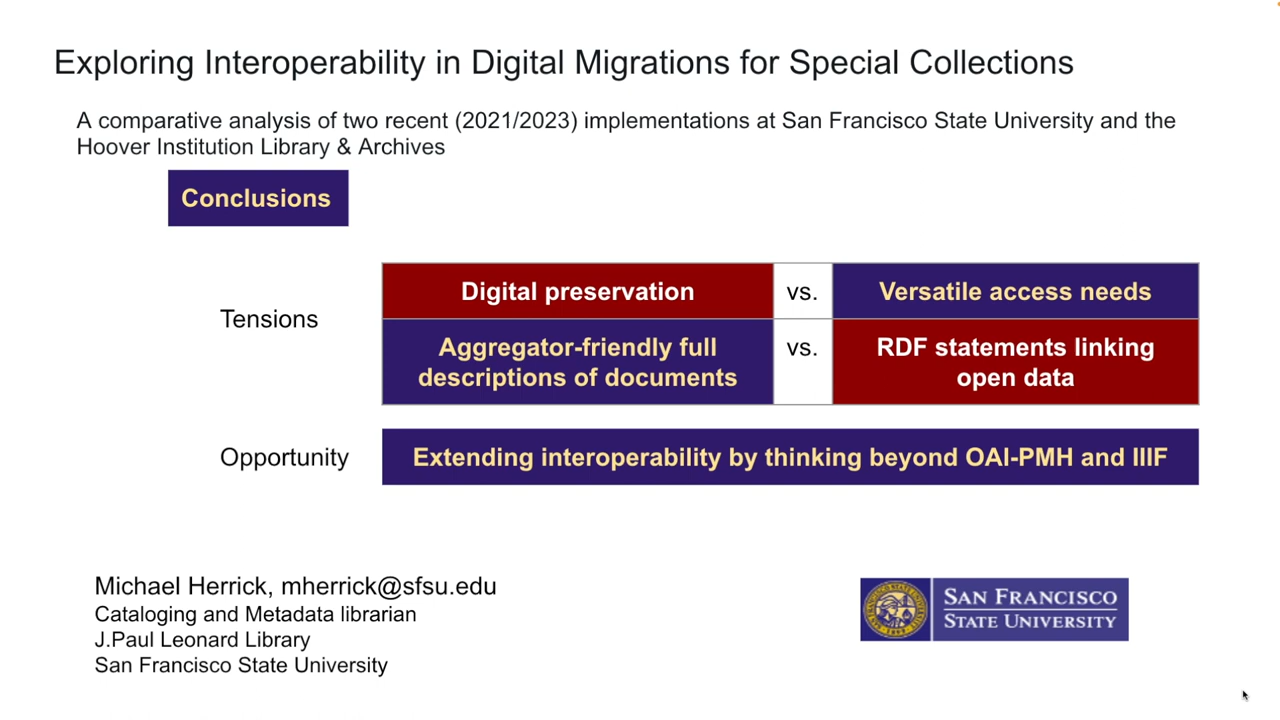 Exploring Interoperability in Digital Migrations for Special Collections
A comparative analysis of two recent (2021/2023) implementations at San Francisco State University and the
Hoover Institution Library & Archives
Conclusions
Tensions
Digital preservation
vs.
Versatile access needs
Aggregator-friendly full
descriptions of documents
vs.
RDF statements linking
open data
Opportunity
Extending interoperability by thinking beyond OAI-PMH and IIIF
Michael Herrick, mherrick@sfsu.edu
Cataloging and Metadata librarian
J.Paul Leonard Library
San Francisco State University
SAN FRANCISCO
STATE UNIVERSITY